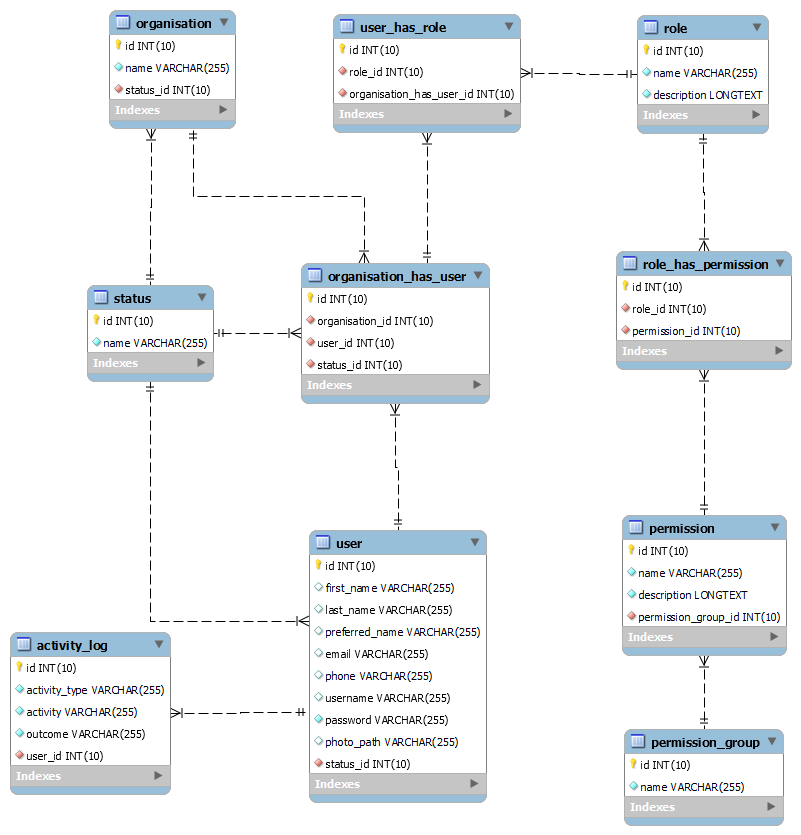 organisation
id INT(10)
name VARCHAR(255)
status_id INT(10)
Indexes
user_has_role
id INT(10)
role_id INT(10)
organisation_has_user_id INT(10)
Indexes
role
id INT(10)
name VARCHAR(255)
description LONGTEXT
Indexes
status
id INT(10)
name VARCHAR(255)
Indexes
organisation_has_user
id INT(10)
organisation_id INT(10)
user_id INT(10)
status_id INT(10)
Indexes
role_has_permission
id INT(10)
role_id INT(10)
permission_id INT(10)
Indexes
user
id INT(10)
first_name VARCHAR(255)
last_name VARCHAR(255)
preferred_name VARCHAR(255)
email VARCHAR(255)
phone VARCHAR(255)
username VARCHAR(255)
password VARCHAR(255)
photo_path VARCHAR(255)
status_id INT(10)
Indexes
permission
id INT(10)
name VARCHAR(255)
description LONGTEXT
permission_group_id INT(10)
Indexes
activity_log
id INT(10)
activity_type VARCHAR(255)
activity VARCHAR(255)
outcome VARCHAR(255)
user_id INT(10)
Indexes
permission_group
id INT(10)
name VARCHAR(255)
Indexes